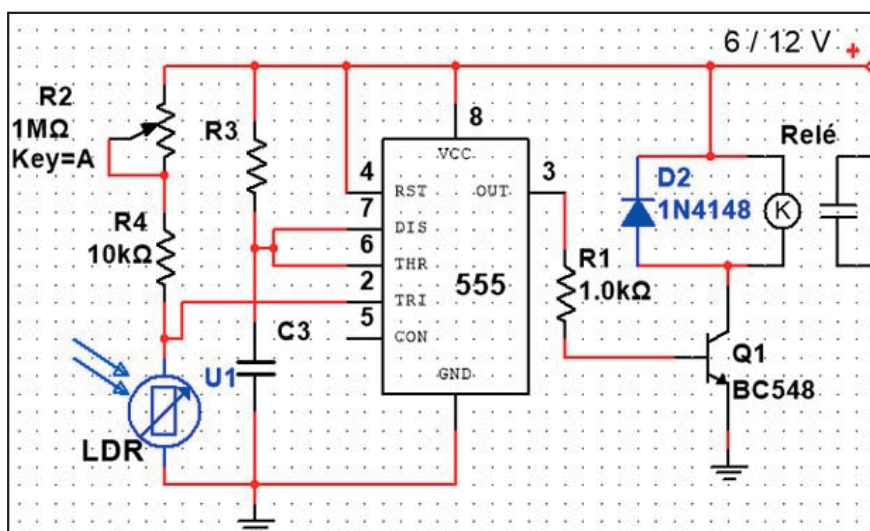 6 / 12 V +
R2
1MΩ
Key=A
R3
8
VCC
Relé
4
RST
OUT
3
D2
1N4148
K
7
DIS
R4
10kΩ
6
THR
R1
1.0kΩ
2
TRI
555
5
CON
C3
Q1
BC548
U1
GND
LDR